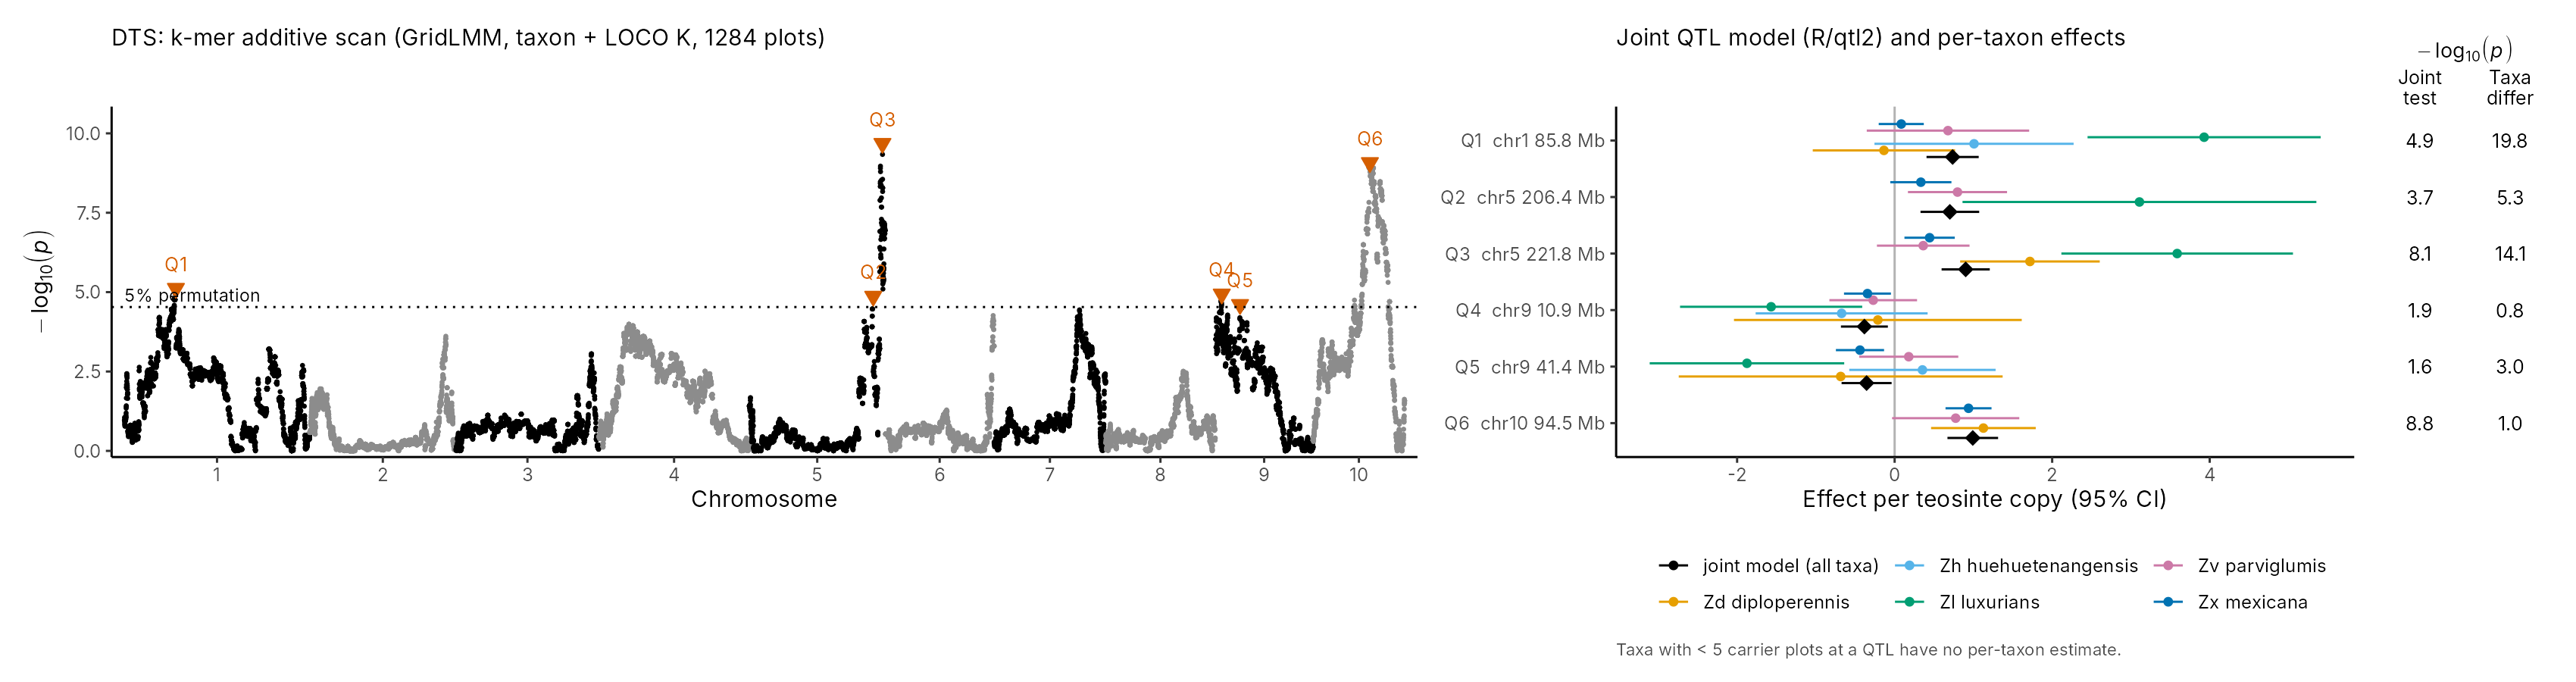 DTS: k-mer additive scan (GridLMM, taxon + LOCO K, 1284 plots)
− log10(p)
10.0
7.5
5.0
2.5
0.0
5% permutation
Q1
Q2
Q3
Q4
Q5
Q6
1 2 3 4 5 6 7 8 9 10
Chromosome
Joint QTL model (R/qtl2) and per-taxon effects
− log10(p)
Joint test
Taxa differ
Q1 chr1 85.8 Mb 4.9 19.8
Q2 chr5 206.4 Mb 3.7 5.3
Q3 chr5 221.8 Mb 8.1 14.1
Q4 chr9 10.9 Mb 1.9 0.8
Q5 chr9 41.4 Mb 1.6 3.0
Q6 chr10 94.5 Mb 8.8 1.0
-2 0 2 4
Effect per teosinte copy (95% CI)
joint model (all taxa) Zh huehuetenangensis Zv parviglumis
Zd diploperennis Zl luxurians Zx mexicana
Taxa with < 5 carrier plots at a QTL have no per-taxon estimate.